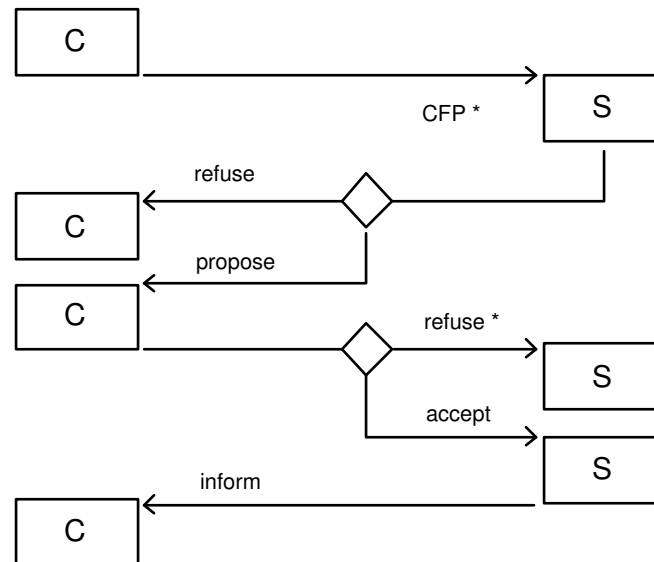 C
CFP *
S
refuse
C
propose
C
refuse *
S
accept
S
inform
C